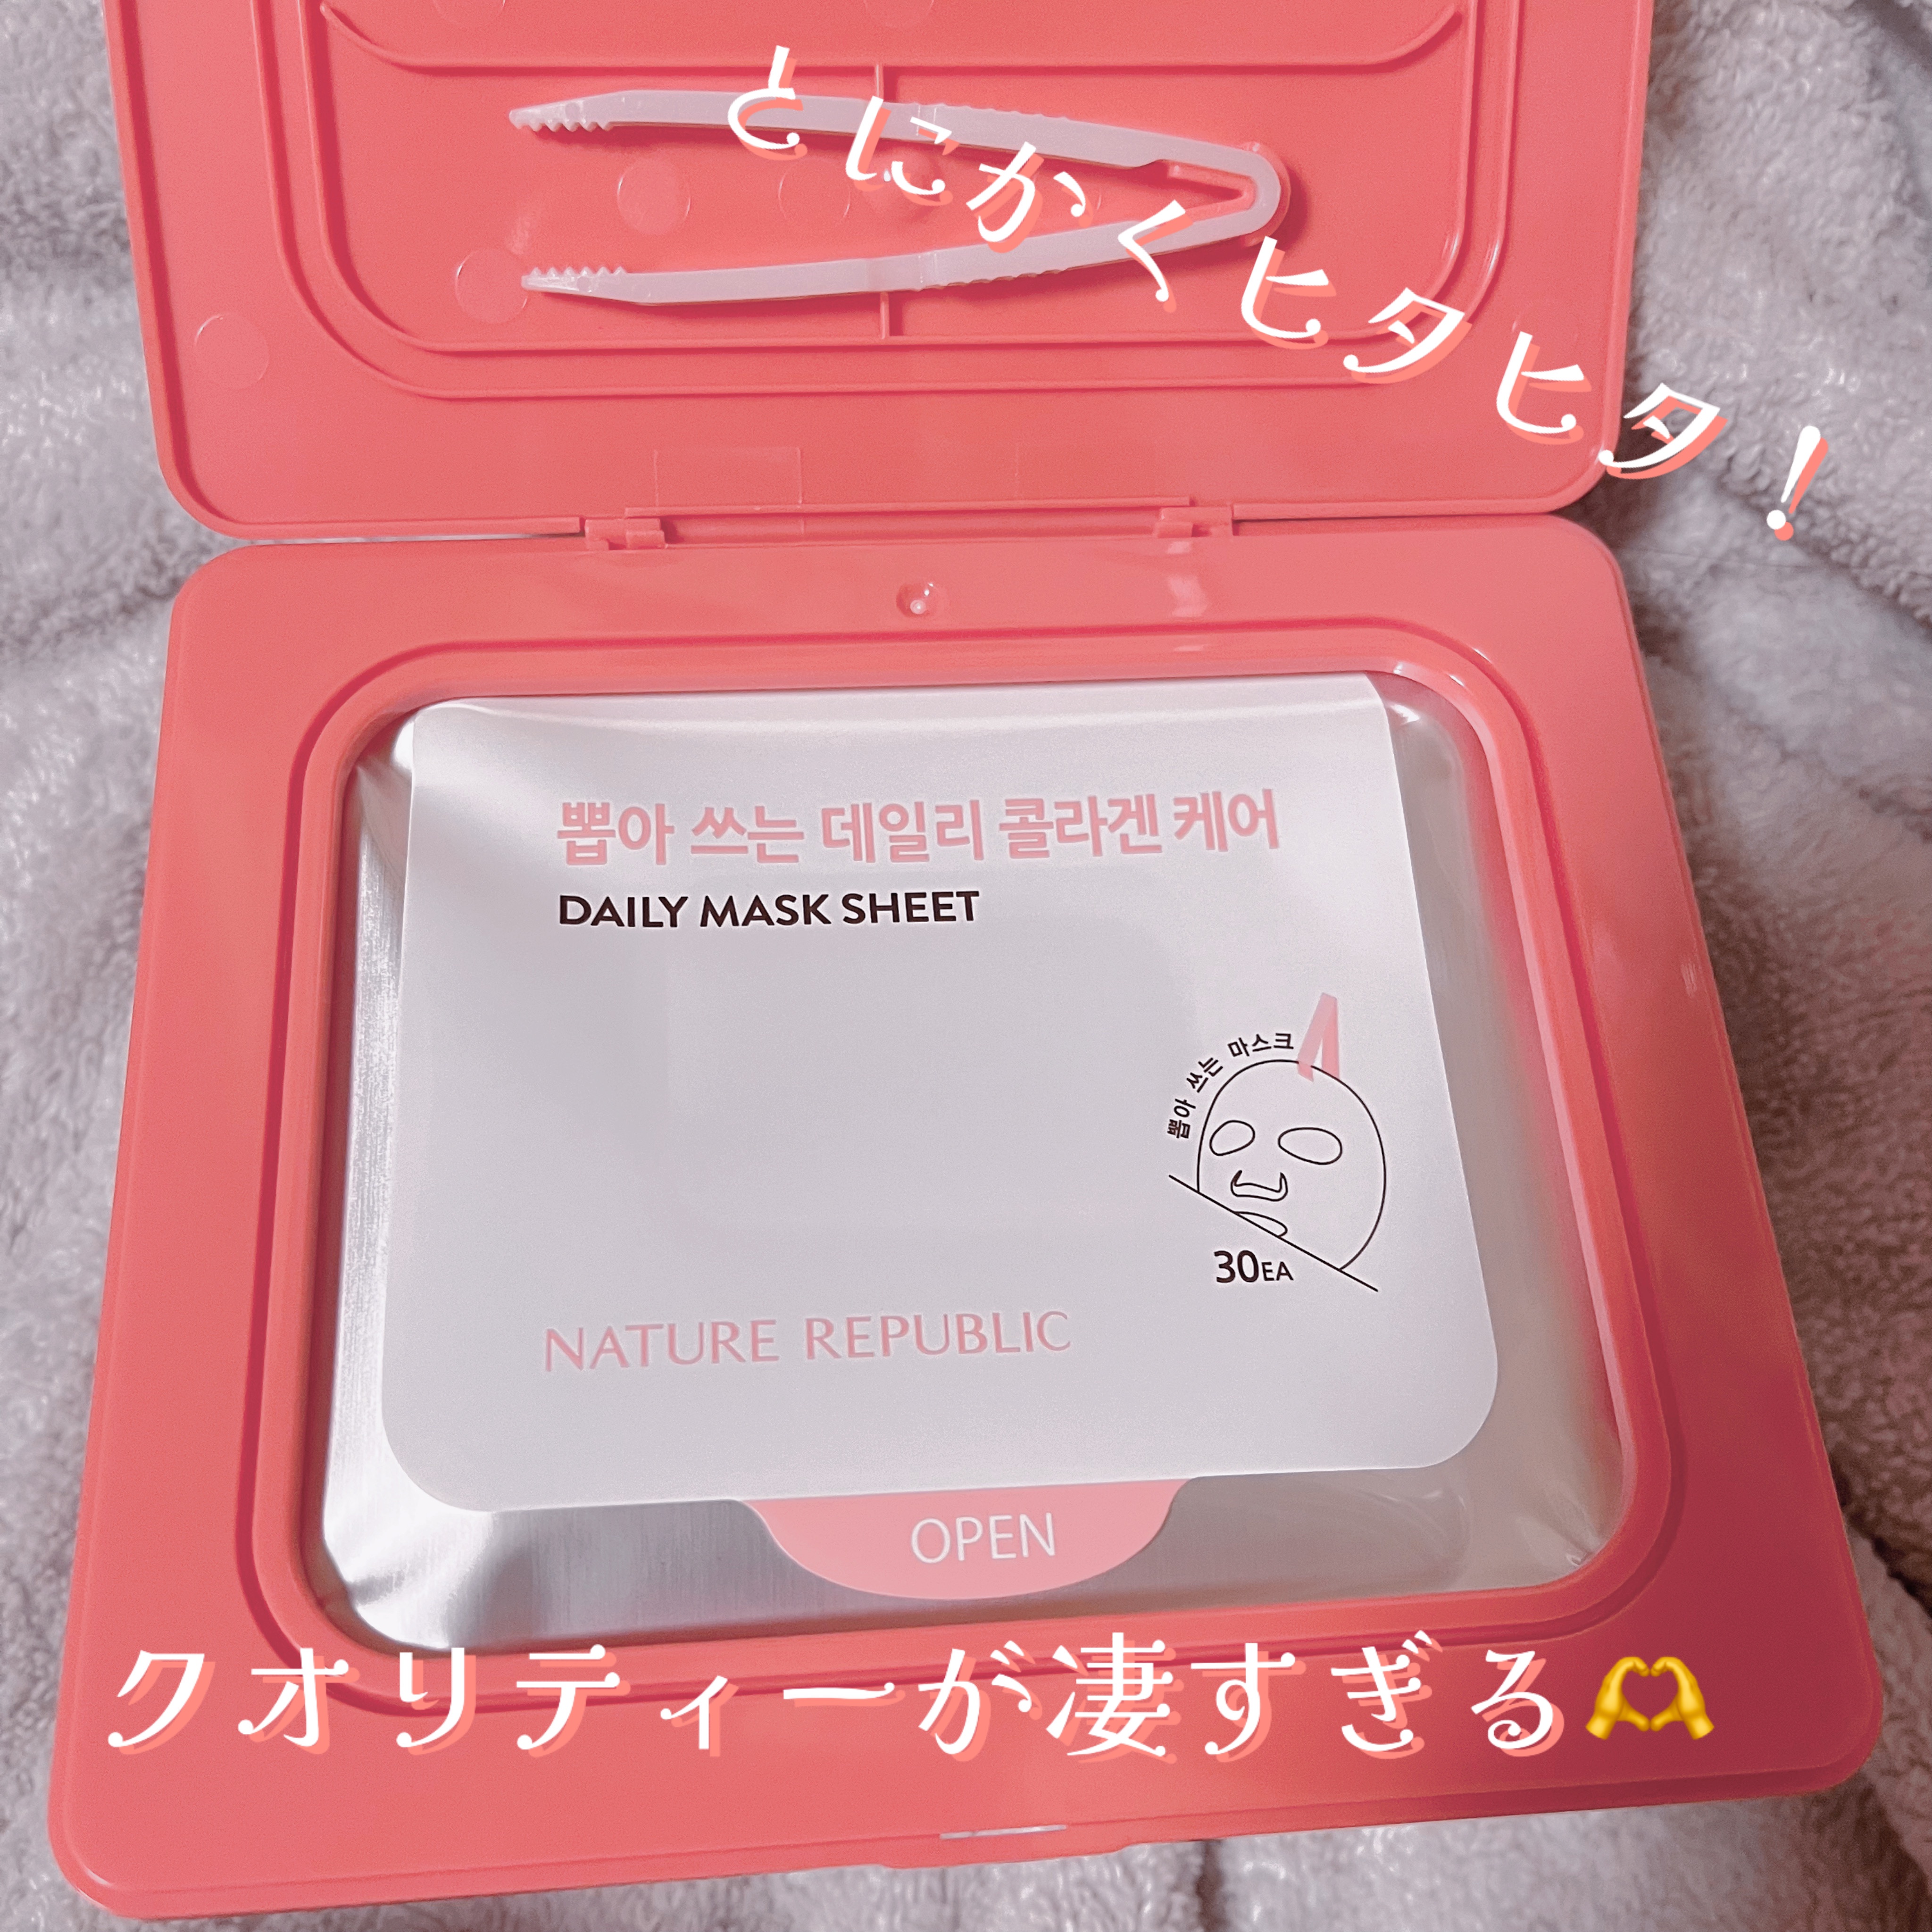 とにかくヒタヒタ！
뽑아 쓰는 데일리 콜라겐 케어
DAILY MASK SHEET
뽑아 쓰는 마스크
30EA
NATURE REPUBLIC
OPEN
クオリティーが凄すぎる🫶